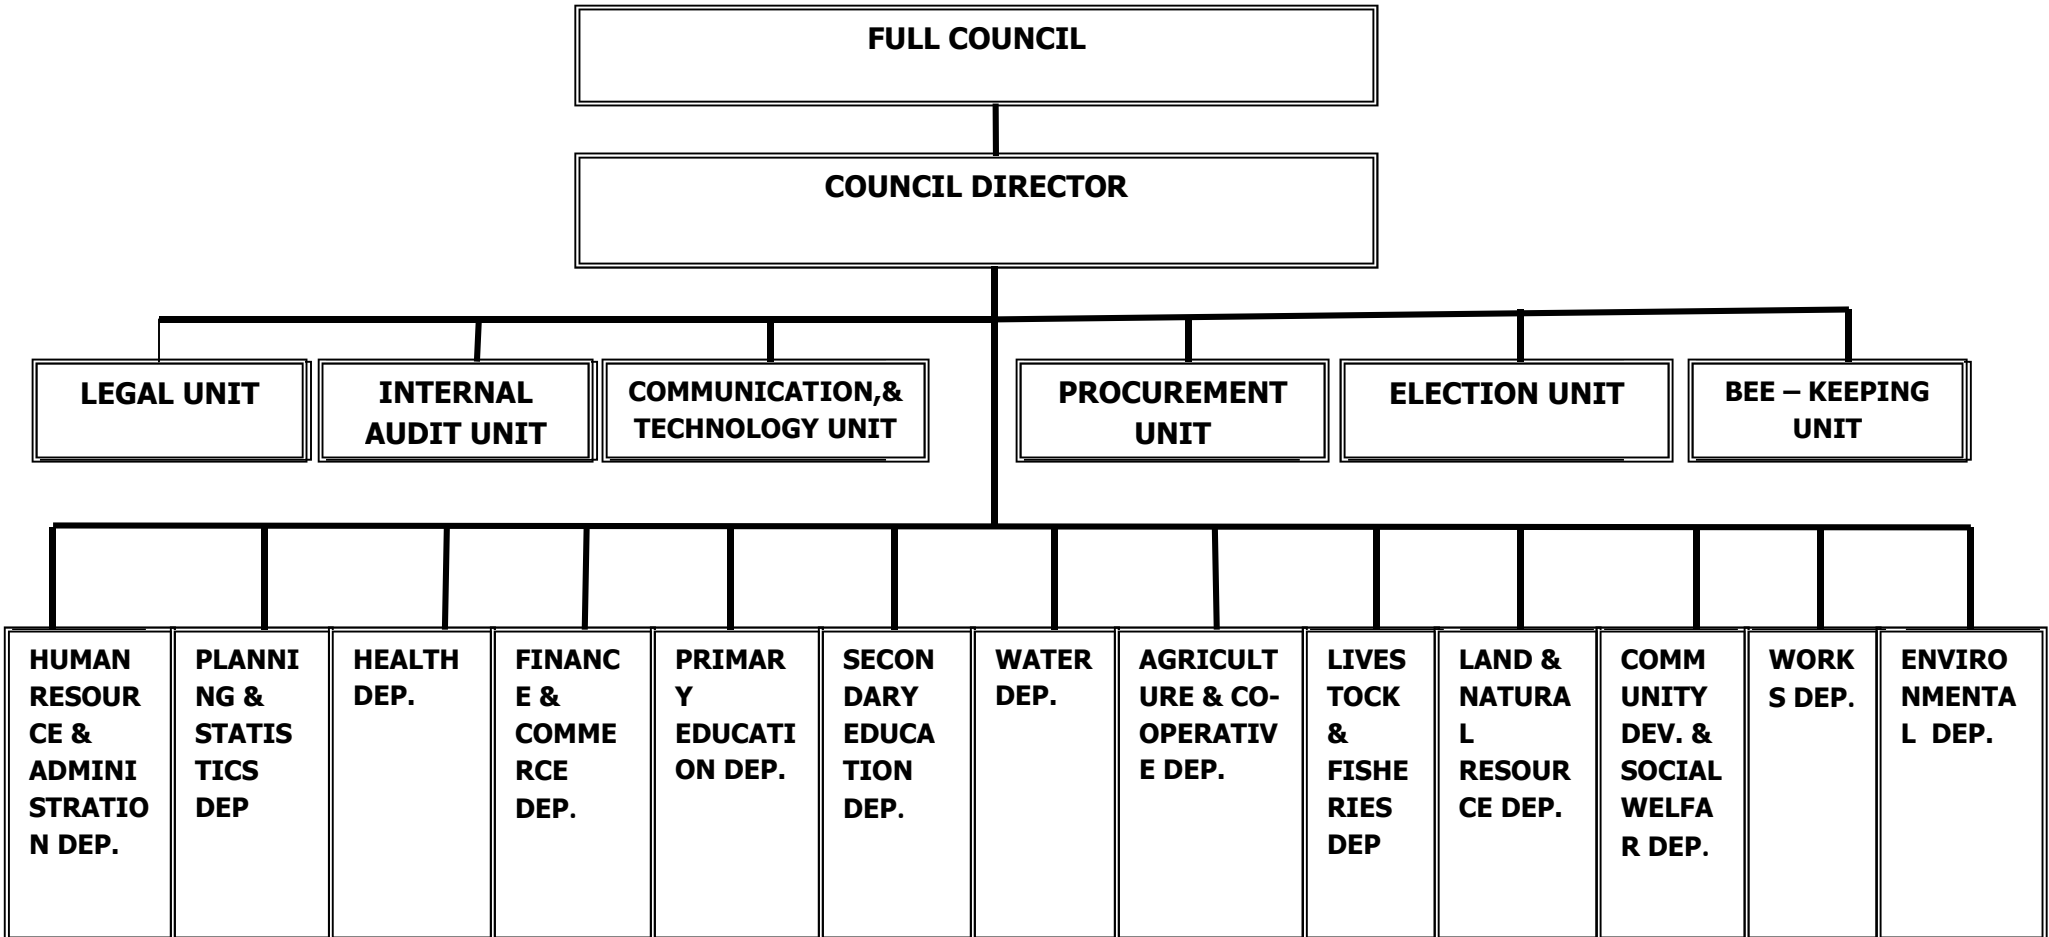 FULL COUNCIL
COUNCIL DIRECTOR
LEGAL UNIT
INTERNAL
AUDIT UNIT
COMMUNICATION,&
TECHNOLOGY UNIT
PROCUREMENT
UNIT
ELECTION UNIT
BEE – KEEPING
UNIT
HUMAN
RESOUR
CE &
ADMINI
STRATIO
N DEP.
PLANNI
NG &
STATIS
TICS
DEP
HEALTH
DEP.
FINANC
E &
COMME
RCE
DEP.
PRIMAR
Y
EDUCATI
ON DEP.
SECON
DARY
EDUCA
TION
DEP.
WATER
DEP.
AGRICULT
URE & CO-
OPERATIV
E DEP.
LIVES
TOCK
&
FISHE
RIES
DEP
LAND &
NATURA
L
RESOUR
CE DEP.
COMM
UNITY
DEV. &
SOCIAL
WELFA
R DEP.
WORK
S DEP.
ENVIRO
NMENTA
L DEP.